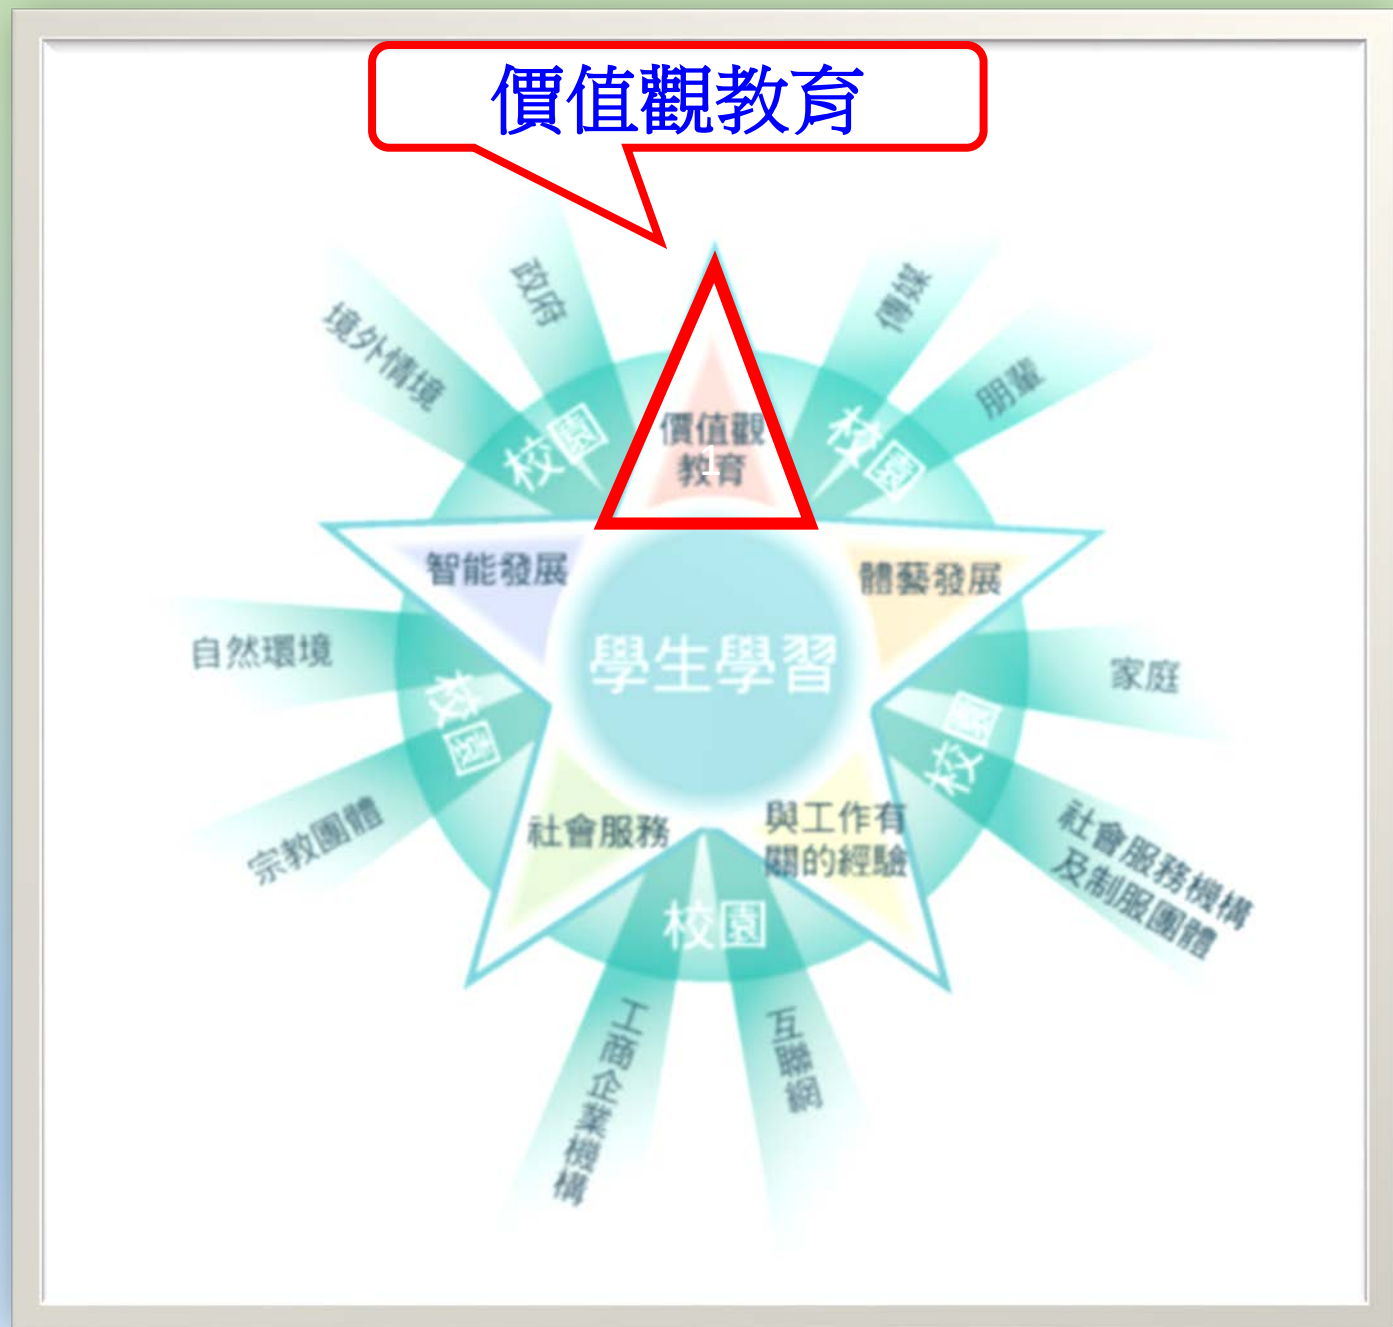 價值觀教育
政府
傳媒
境外情境
朋輩
校園
校園
價值觀
教育
1
智能發展
體藝發展
學生學習
自然環境
家庭
校園
校園
宗教團體
社會服務
與工作有
關的經驗
社會服務機構
及制服團體
校園
工商企業機構
互聯網